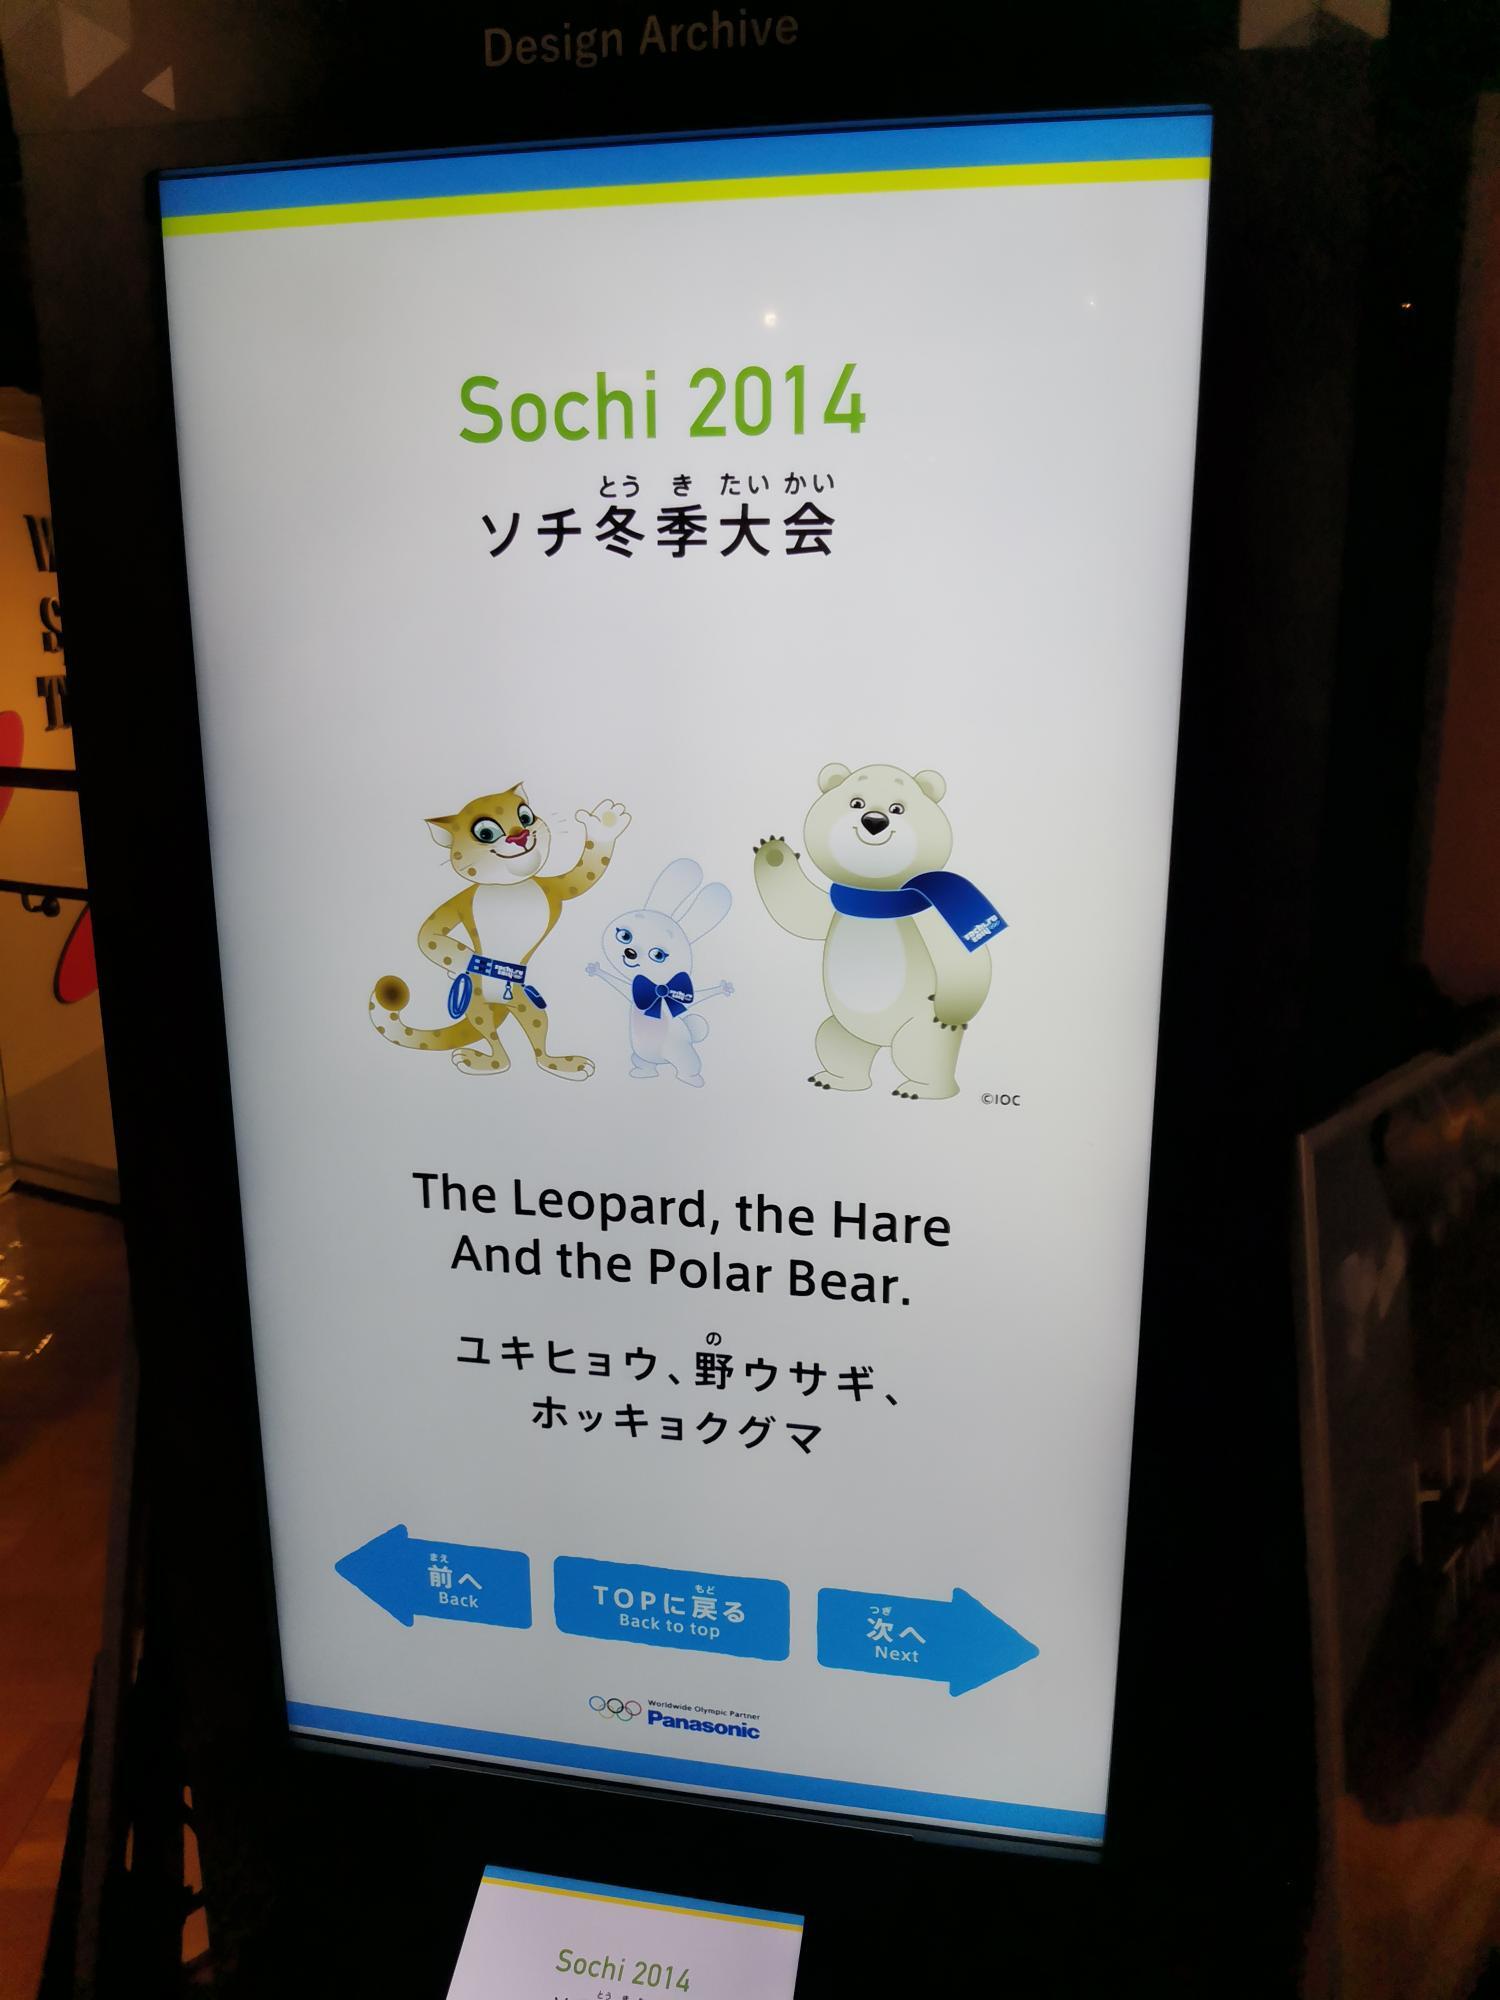 Design Archive
Sochi 2014
とう き たい かい
ソチ冬季大会
sochi.ru
©IOC
The Leopard, the Hare
And the Polar Bear.
の
ユキヒョウ、野ウサギ、
ホッキョクグマ
まえ
前へ
Back
もど
TOPに戻る
Back to top
つぎ
次へ
Next
Worldwide Olympic Partner
Panasonic
Sochi 2014